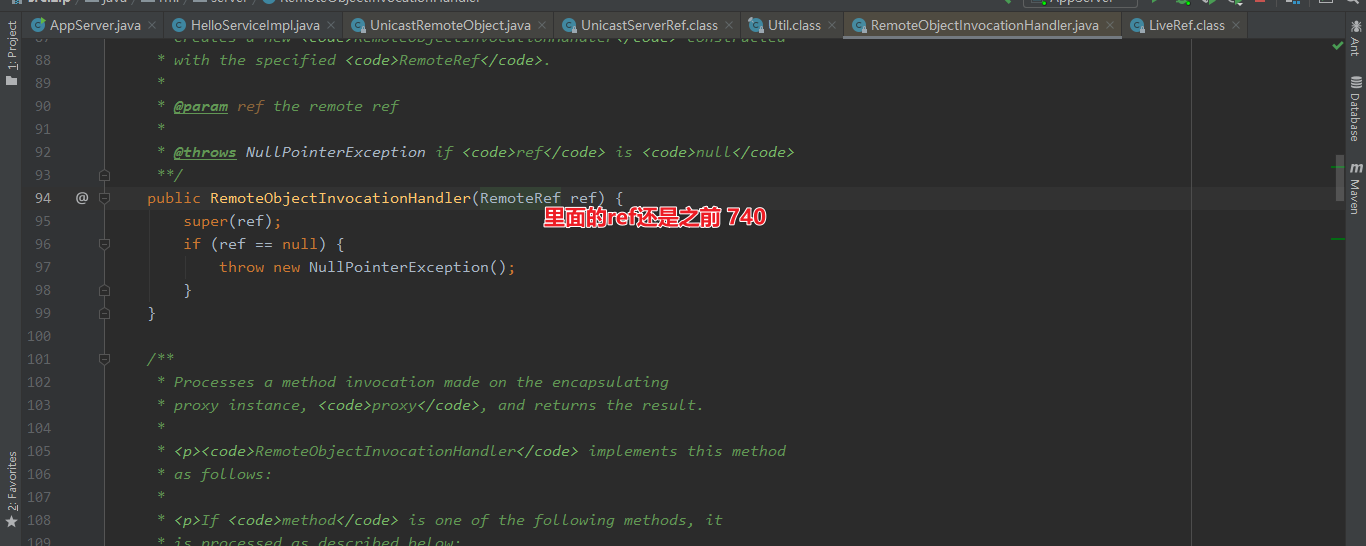 AppServer.java
HelloServiceImpl.java
UnicastRemoteObject.java
UnicastServerRef.class
Util.class
RemoteObjectInvocationHandler.java
LiveRef.class
1: Project
2: Favorites
Ant
Database
Maven
88 * with the specified <code>RemoteRef</code>.
89 *
90 * @param ref the remote ref
91 *
92 * @throws NullPointerException if <code>ref</code> is <code>null</code>
93 **/
94 @ public RemoteObjectInvocationHandler(RemoteRef ref) {
里面的ref还是之前 740
95 super(ref);
96 if (ref == null) {
97 throw new NullPointerException();
98 }
99 }
100
101 /**
102 * Processes a method invocation made on the encapsulating
103 * proxy instance, <code>proxy</code>, and returns the result.
104 *
105 * <p><code>RemoteObjectInvocationHandler</code> implements this method
106 * as follows:
107 *
108 * <p>If <code>method</code> is one of the following methods, it
109 * is processed as described below: